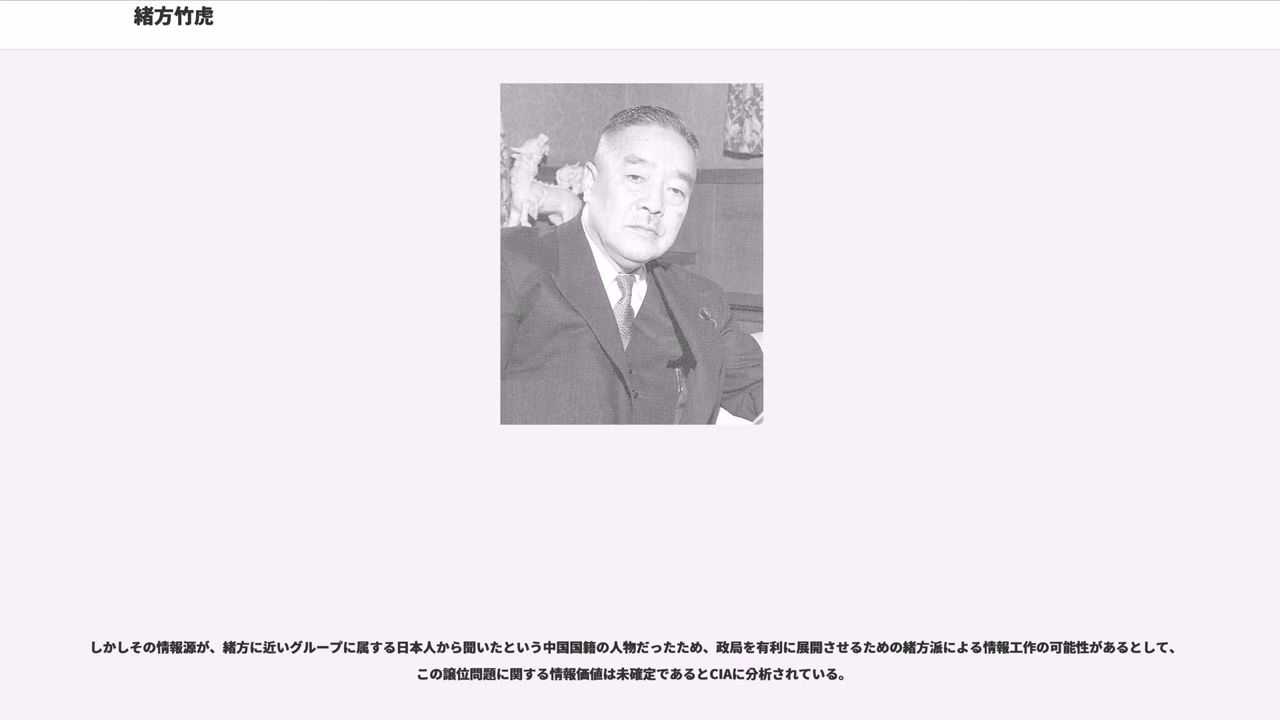 緒方竹虎
しかしその情報源が、緒方に近いグループに属する日本人から聞いたという中国国籍の人物だったため、政局を有利に展開させるための緒方派による情報工作の可能性があるとして、
この譲位問題に関する情報価値は未確定であるとCIAに分析されている。